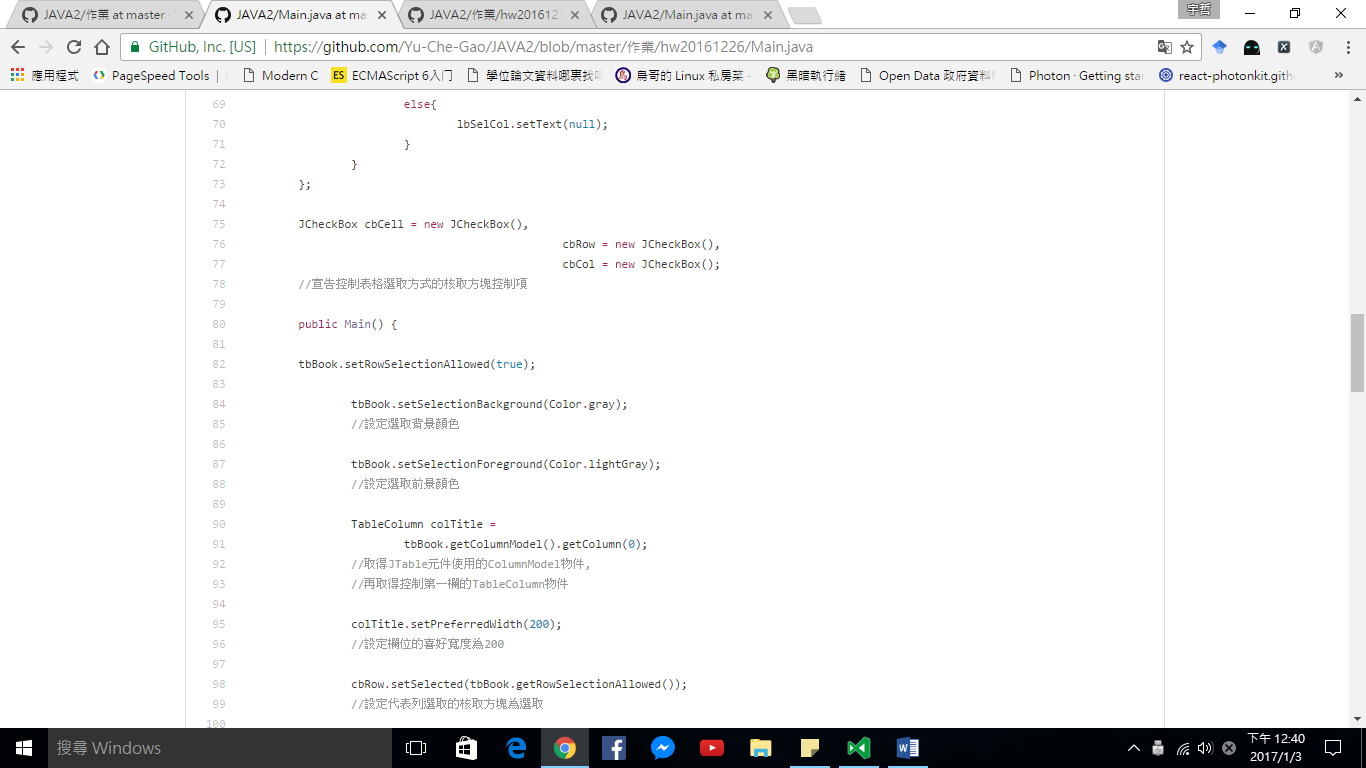 JAVA2/作業 at master ·
JAVA2/Main.java at ma
JAVA2/作業/hw2016122
JAVA2/Main.java at ma
宇哲
GitHub, Inc. [US]
https://github.com/Yu-Che-Gao/JAVA2/blob/master/作業/hw20161226/Main.java
應用程式
PageSpeed Tools
Modern C
ES
ECMAScript 6入门
學位論文資料哪裏找
鳥哥的 Linux 私房菜
黑暗執行緒
Open Data 政府資料
Photon · Getting star
react-photonkit.gith
»
69 else{
70 lbSelCol.setText(null);
71 }
72 }
73 };
74
75 JCheckBox cbCell = new JCheckBox(),
76 cbRow = new JCheckBox(),
77 cbCol = new JCheckBox();
78 //宣告控制表格選取方式的核取方塊控制項
79
80 public Main() {
81
82 tbBook.setRowSelectionAllowed(true);
83
84 tbBook.setSelectionBackground(Color.gray);
85 //設定選取背景顏色
86
87 tbBook.setSelectionForeground(Color.lightGray);
88 //設定選取前景顏色
89
90 TableColumn colTitle =
91 tbBook.getColumnModel().getColumn(0);
92 //取得JTable元件使用的ColumnModel物件,
93 //再取得控制第一欄的TableColumn物件
94
95 colTitle.setPreferredWidth(200);
96 //設定欄位的喜好寬度為200
97
98 cbRow.setSelected(tbBook.getRowSelectionAllowed());
99 //設定代表列選取的核取方塊為選取
100
搜尋 Windows
下午 12:40
2017/1/3